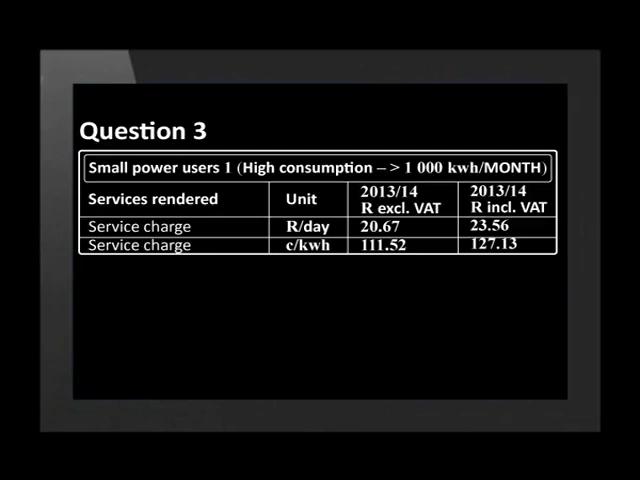 Question 3
Small power users 1 (High consumption – > 1 000 kwh/MONTH)
Services rendered Unit 2013/14 R excl. VAT 2013/14 R incl. VAT
Service charge R/day 20.67 23.56
Service charge c/kwh 111.52 127.13